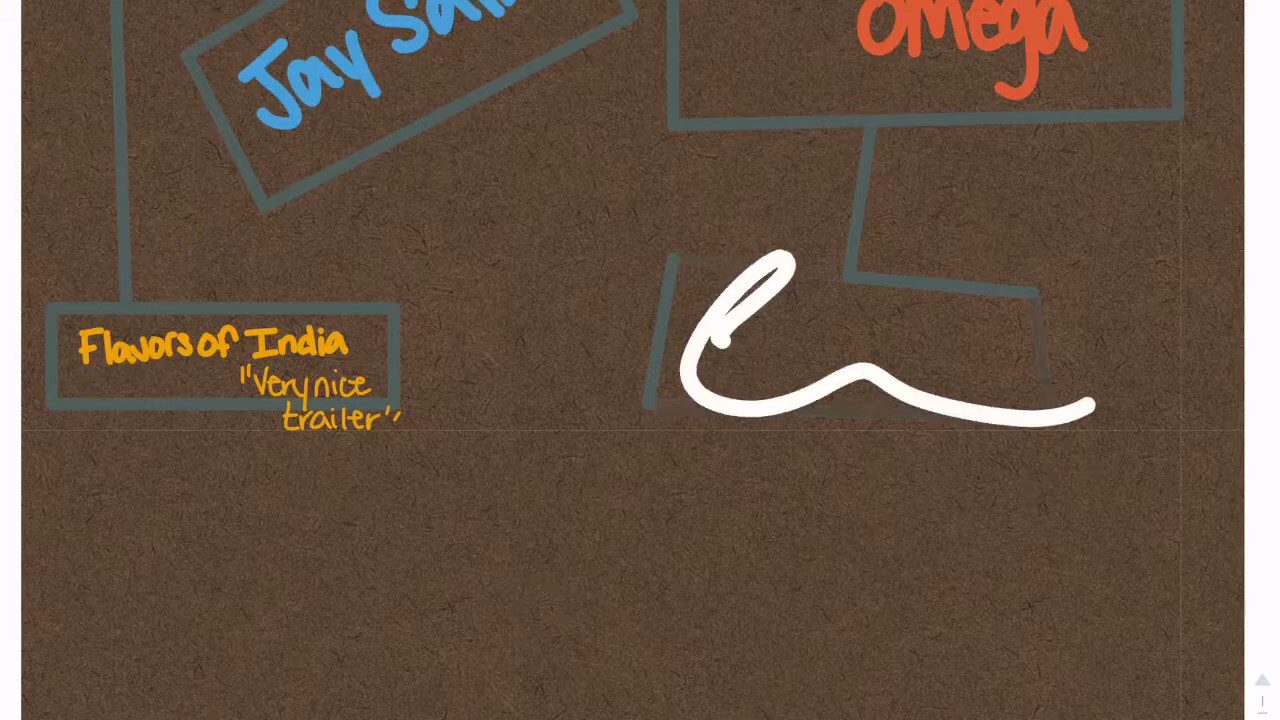 Jay
Omega
Flavors of India
"Very nice
trailer"